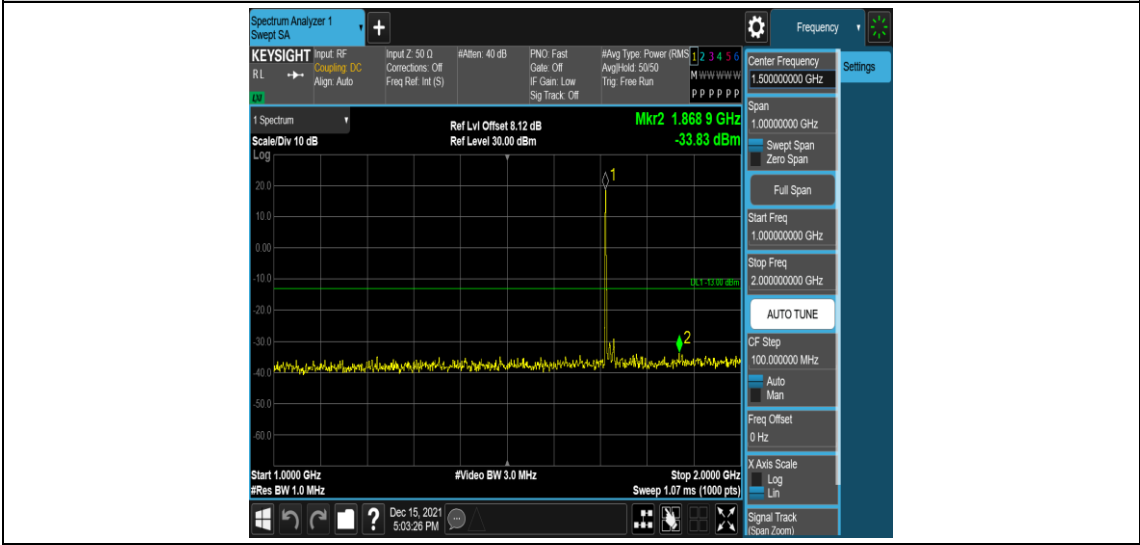 Spectrum Analyzer 1
Swept SA
+
Frequency
KEYSIGHT
RL
LM
Input: RF
Coupling: DC
Align: Auto
Input Z: 50 Ω
Corrections: Off
Freq Ref: Int (S)
#Atten: 40 dB
PNO: Fast
Gate: Off
IF Gain: Low
Sig Track: Off
#Avg Type: Power (RMS
Avg|Hold: 50/50
Trig: Free Run
1 2 3 4 5 6
M W W W W W
P P P P P P
1 Spectrum
Scale/Div 10 dB
Log
Ref Lvl Offset 8.12 dB
Ref Level 30.00 dBm
Mkr2 1.868 9 GHz
-33.83 dBm
1
20.0
10.0
0.00
-10.0
DL1 -13.00 dBm
-20.0
-30.0
2
-40.0
-50.0
-60.0
Start 1.0000 GHz
#Res BW 1.0 MHz
#Video BW 3.0 MHz
Stop 2.0000 GHz
Sweep 1.07 ms (1000 pts)
Center Frequency
1.500000000 GHz
Settings
Span
1.00000000 GHz
Swept Span
Zero Span
Full Span
Start Freq
1.000000000 GHz
Stop Freq
2.000000000 GHz
AUTO TUNE
CF Step
100.000000 MHz
Auto
Man
Freq Offset
0 Hz
X Axis Scale
Log
Lin
Signal Track
(Span Zoom)
?
Dec 15, 2021
5:03:26 PM